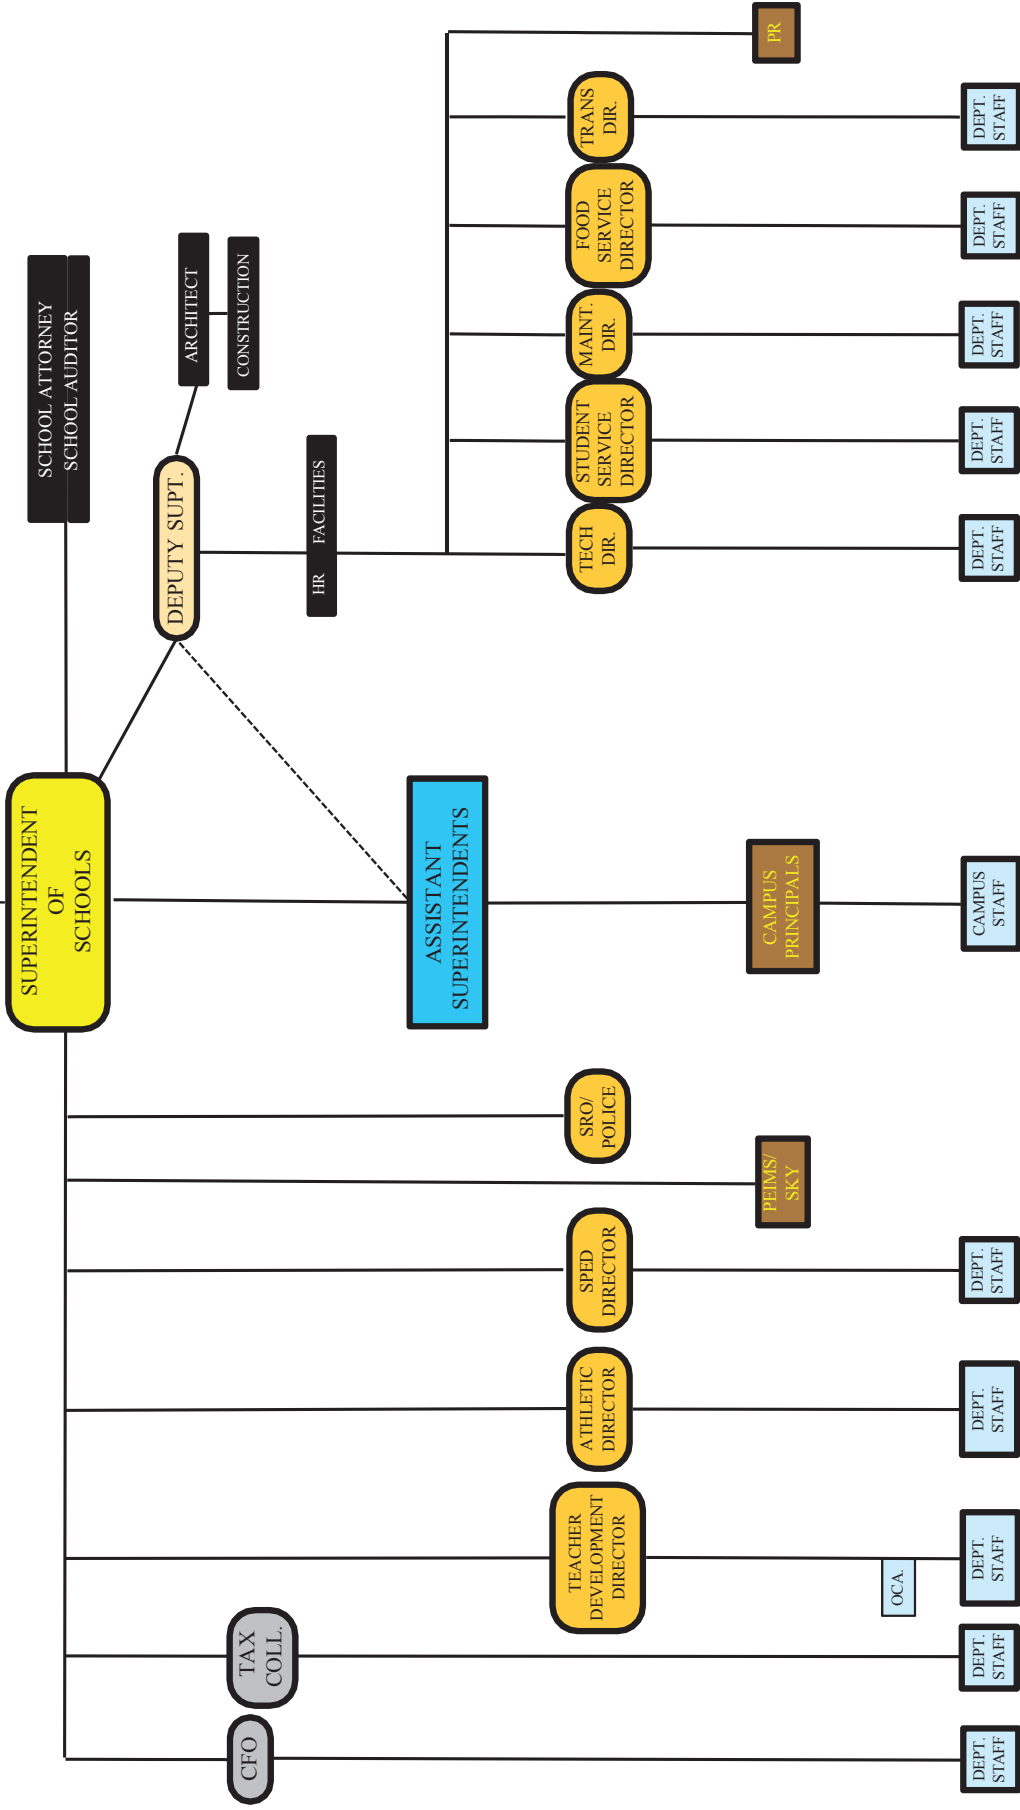 SUPERINTENDENT
OF
SCHOOLS
SCHOOL ATTORNEY
SCHOOL AUDITOR
DEPUTY SUPT.
ARCHITECT
CONSTRUCTION
HR FACILITIES
CFO
TAX
COLL.
ASSISTANT
SUPERINTENDENTS
TEACHER
DEVELOPMENT
DIRECTOR
ATHLETIC
DIRECTOR
SPED
DIRECTOR
SRO/
POLICE
TECH
DIR.
STUDENT
SERVICE
DIRECTOR
MAINT.
DIR.
FOOD
SERVICE
DIRECTOR
TRANS
DIR.
PEIMS/
SKY
CAMPUS
PRINCIPALS
PR
OCA.
DEPT.
STAFF
DEPT.
STAFF
DEPT.
STAFF
DEPT.
STAFF
DEPT.
STAFF
CAMPUS
STAFF
DEPT.
STAFF
DEPT.
STAFF
DEPT.
STAFF
DEPT.
STAFF
DEPT.
STAFF